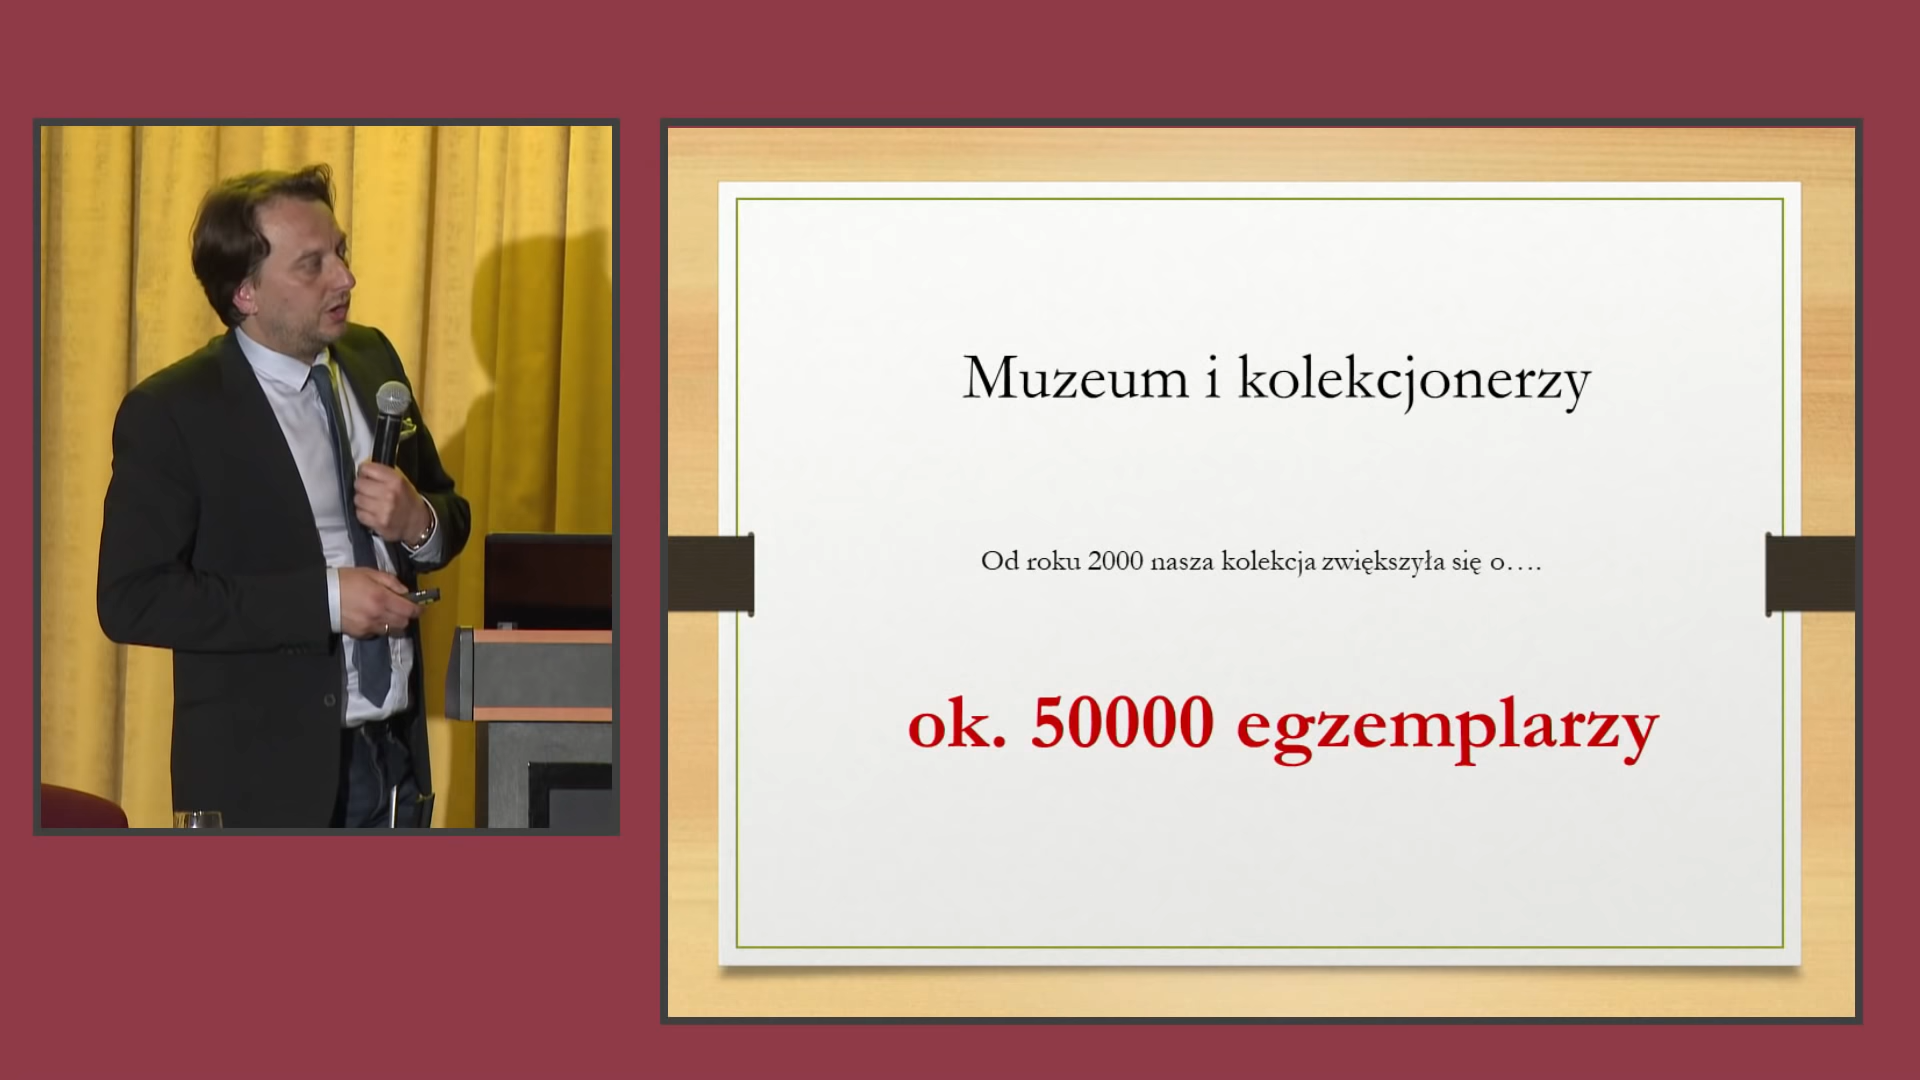 Muzeum i kolekcjonerzy
Od roku 2000 nasza kolekcja zwiększyła się o….
ok. 50000 egzemplarzy